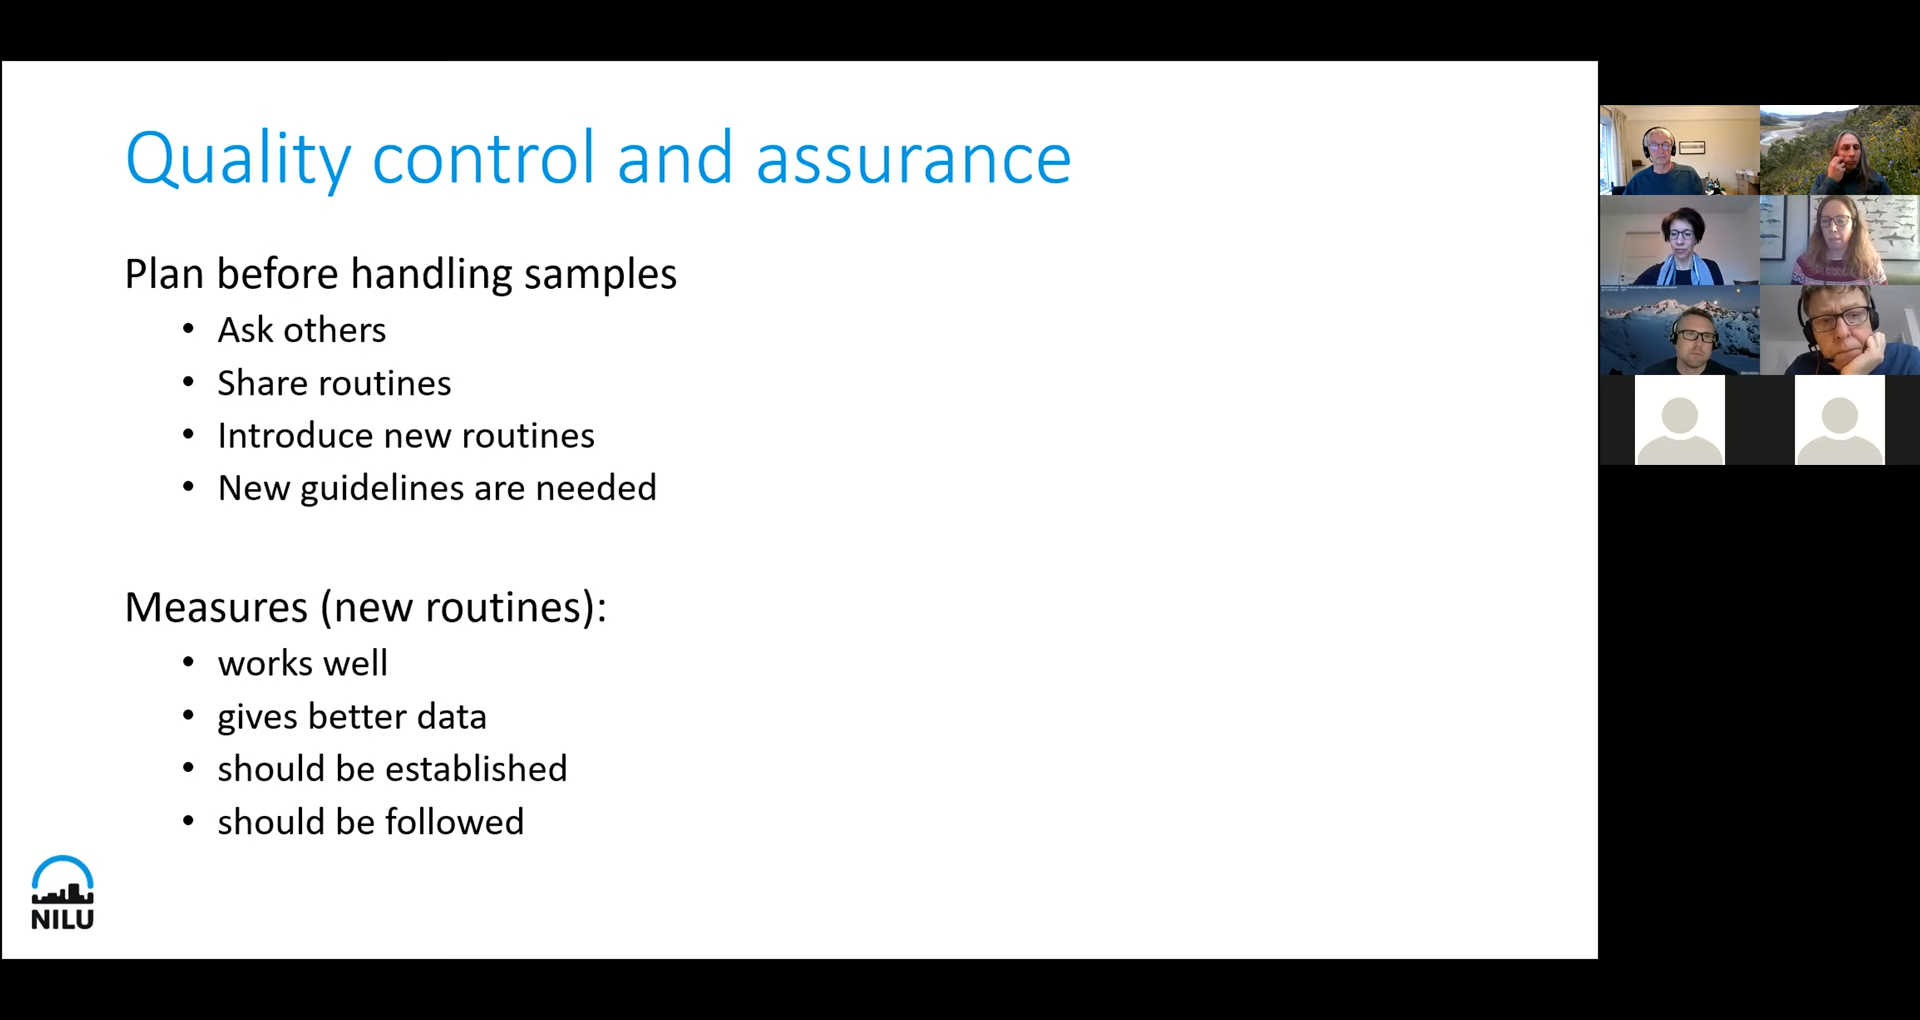 Quality control and assurance
Plan before handling samples
• Ask others
• Share routines
• Introduce new routines
• New guidelines are needed
Measures (new routines):
• works well
• gives better data
• should be established
• should be followed
NILU